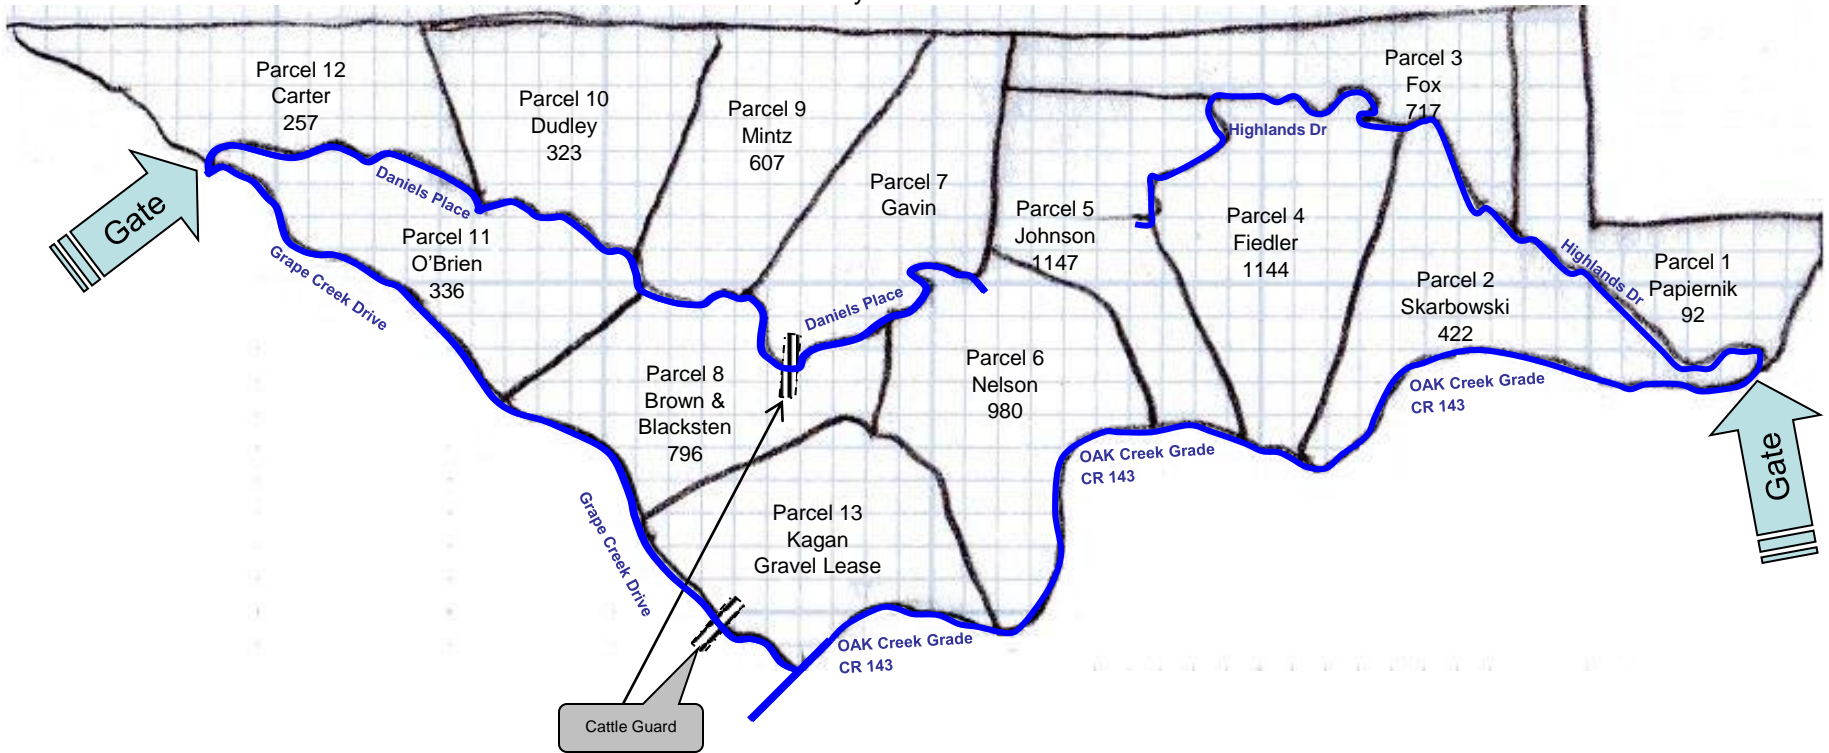 Parcel 12
Carter
257
Parcel 10
Dudley
323
Parcel 9
Mintz
607
Parcel 7
Gavin
Parcel 5
Johnson
1147
Parcel 4
Fiedler
1144
Parcel 3
Fox
717
Parcel 2
Skarbowski
422
Parcel 1
Papiernik
92
Parcel 11
O'Brien
336
Parcel 8
Brown &
Blacksten
796
Parcel 6
Nelson
980
Parcel 13
Kagan
Gravel Lease
Gate
Gate
Daniels Place
Daniels Place
Highlands Dr
Highlands Dr
Grape Creek Drive
Grape Creek Drive
OAK Creek Grade
CR 143
OAK Creek Grade
CR 143
OAK Creek Grade
CR 143
Cattle Guard